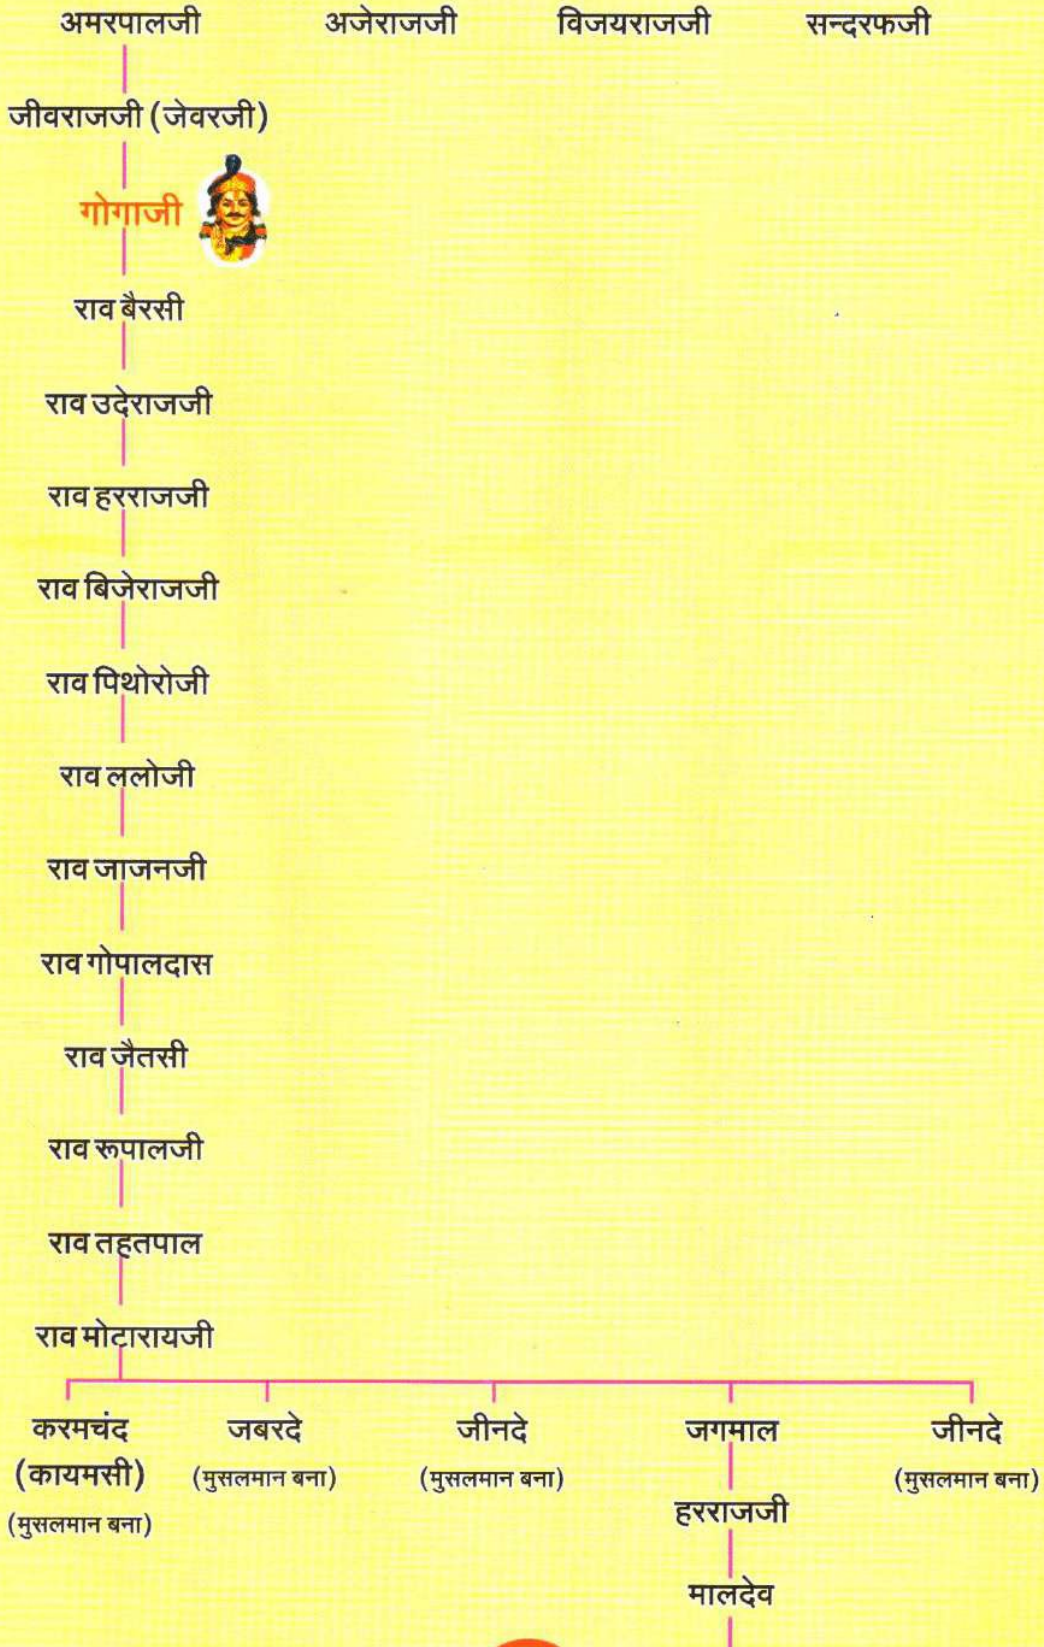 अमरपालजी अजेराजजी विजयराजजी सन्दरफजी
जीवराजजी (जेवरजी)
गोगाजी
राव बैरसी
राव उदेराजजी
राव हरराजजी
राव बिजेराजजी
राव पिथोरोजी
राव ललोजी
राव जाजनजी
राव गोपालदास
राव जैतसी
राव रूपालजी
राव तहतपाल
राव मोटारायजी
करमचंद जबरदे जीनदे जगमाल जीनदे
(कायमसी) (मुसलमान बना) (मुसलमान बना) (मुसलमान बना)
(मुसलमान बना) हरराजजी
मालदेव